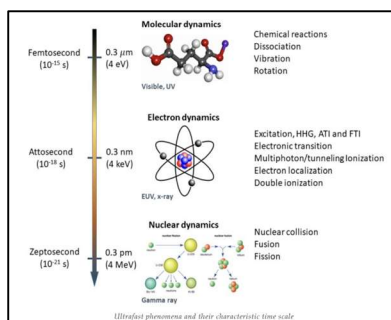 Molecular dynamics
Femtosecond
(10⁻¹⁵ s)
0.3 μm
(4 eV)
Visible, UV
Chemical reactions
Dissociation
Vibration
Rotation
Electron dynamics
Attosecond
(10⁻¹⁸ s)
0.3 nm
(4 keV)
EUV, x-ray
Excitation, HHG, ATI and FTI
Electronic transition
Multiphoton/tunneling Ionization
Electron localization
Double ionization
Nuclear dynamics
Zeptosecond
(10⁻²¹ s)
0.3 pm
(4 MeV)
Gamma ray
Nuclear collision
Fusion
Fission
Ultrafast phenomena and their characteristic time scale